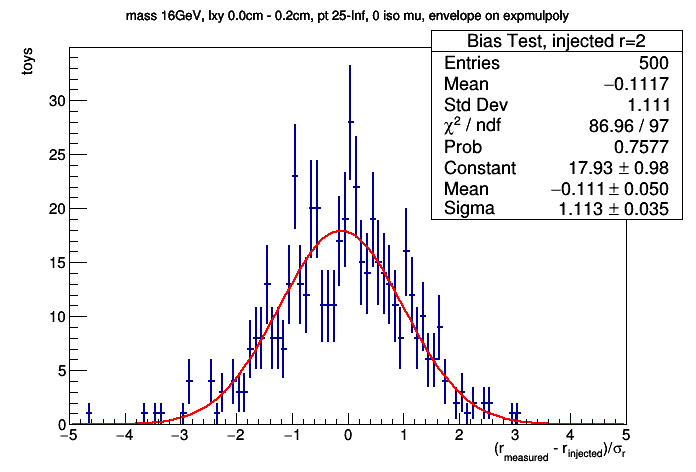 mass 16GeV, lxy 0.0cm - 0.2cm, pt 25-Inf, 0 iso mu, envelope on expmulpoly
Bias Test, injected r=2
Entries 500
Mean −0.1117
Std Dev 1.111
χ² / ndf 86.96 / 97
Prob 0.7577
Constant 17.93 ± 0.98
Mean −0.111 ± 0.050
Sigma 1.113 ± 0.035
toys
30
25
20
15
10
5
0
−5 −4 −3 −2 −1 0 1 2 3 4 5
(r_measured - r_injected)/σ_r